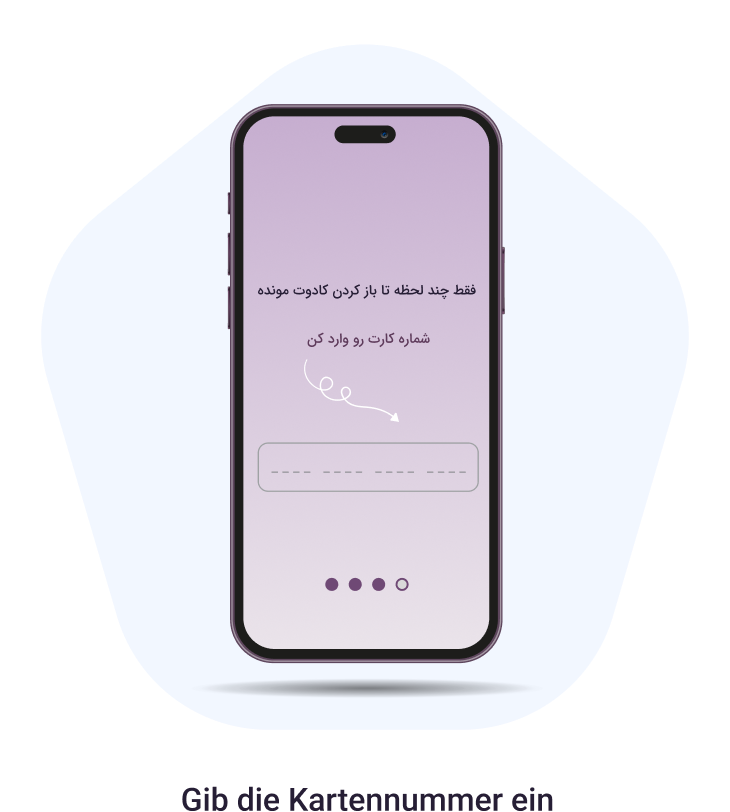 فقط چند لحظه تا باز کردن کادوت مونده
شماره کارت رو وارد کن
_ _ _ _ _ _ _ _ _ _ _ _ _ _ _ _
Gib die Kartennummer ein